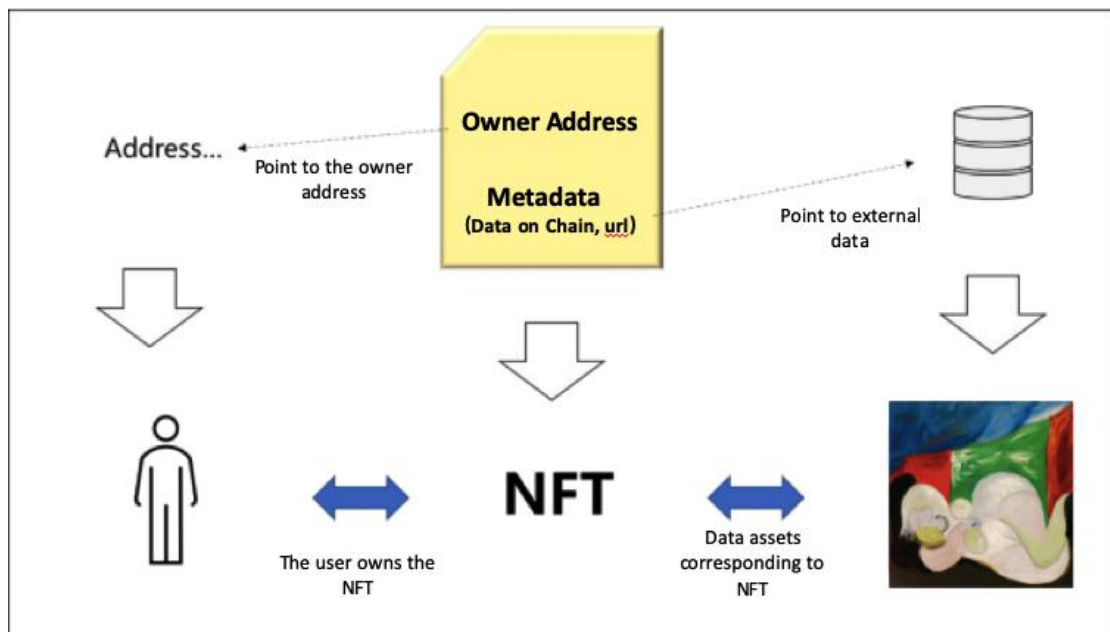 Owner Address
Address...
Point to the owner
address
Metadata
(Data on Chain, url)
Point to external
data
NFT
The user owns the
NFT
Data assets
corresponding to
NFT